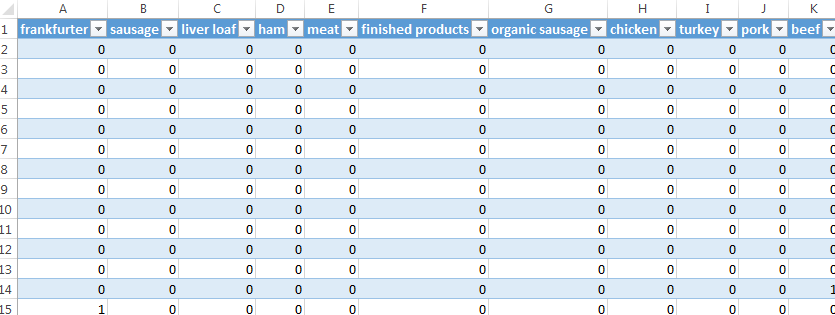 A B C D E F G H I J K
1 frankfurter sausage liver loaf ham meat finished products organic sausage chicken turkey pork beef
2 0 0 0 0 0 0 0 0 0 0 0
3 0 0 0 0 0 0 0 0 0 0 0
4 0 0 0 0 0 0 0 0 0 0 0
5 0 0 0 0 0 0 0 0 0 0 0
6 0 0 0 0 0 0 0 0 0 0 0
7 0 0 0 0 0 0 0 0 0 0 0
8 0 0 0 0 0 0 0 0 0 0 0
9 0 0 0 0 0 0 0 0 0 0 0
10 0 0 0 0 0 0 0 0 0 0 0
11 0 0 0 0 0 0 0 0 0 0 0
12 0 0 0 0 0 0 0 0 0 0 0
13 0 0 0 0 0 0 0 0 0 0 0
14 0 0 0 0 0 0 0 0 0 0 1
15 1 0 0 0 0 0 0 0 0 0 0